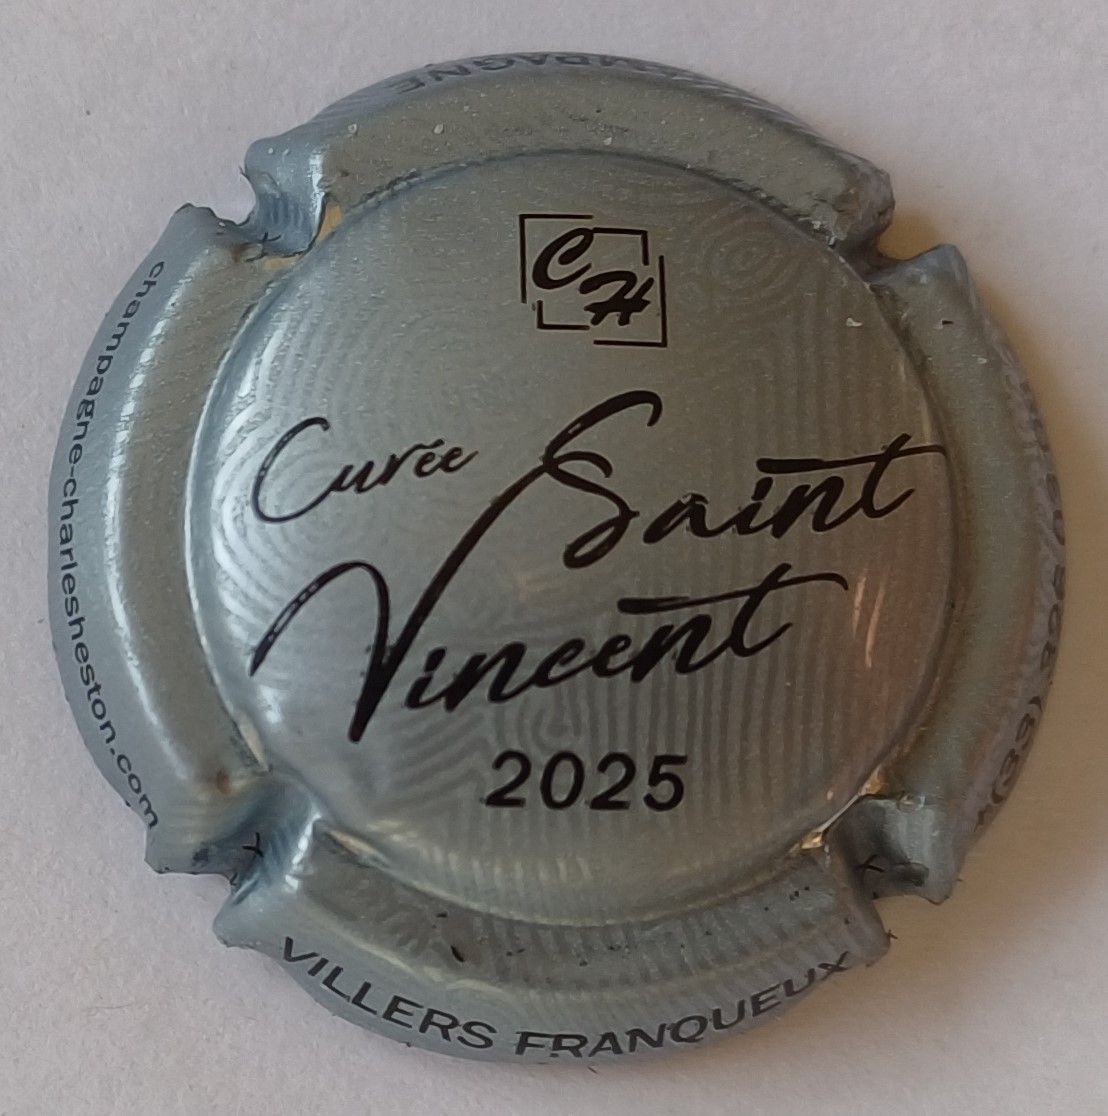 CH
Cuvée Saint
Vincent
2025
champagne-charlesheston.com
VILLERS FRANQUEUX